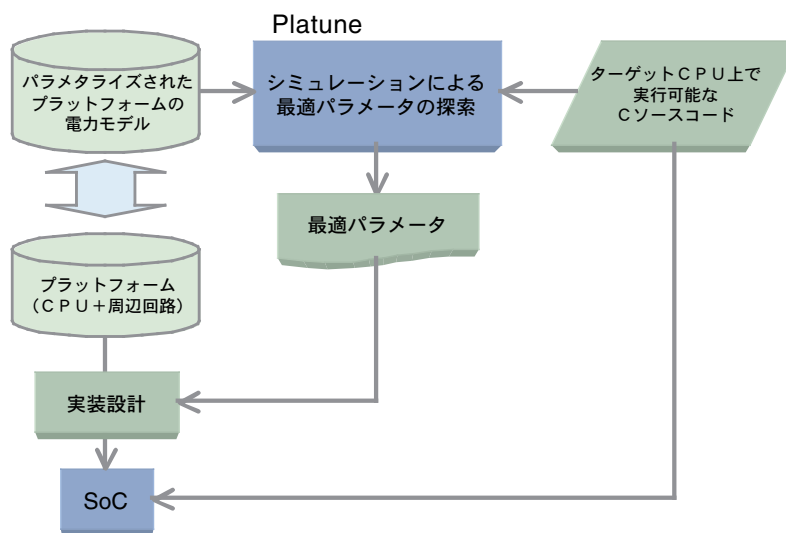 Platune
パラメタライズされた
プラットフォームの
電力モデル
シミュレーションによる
最適パラメータの探索
ターゲットＣＰＵ上で
実行可能な
Ｃソースコード
最適パラメータ
プラットフォーム
（ＣＰＵ＋周辺回路）
実装設計
SoC